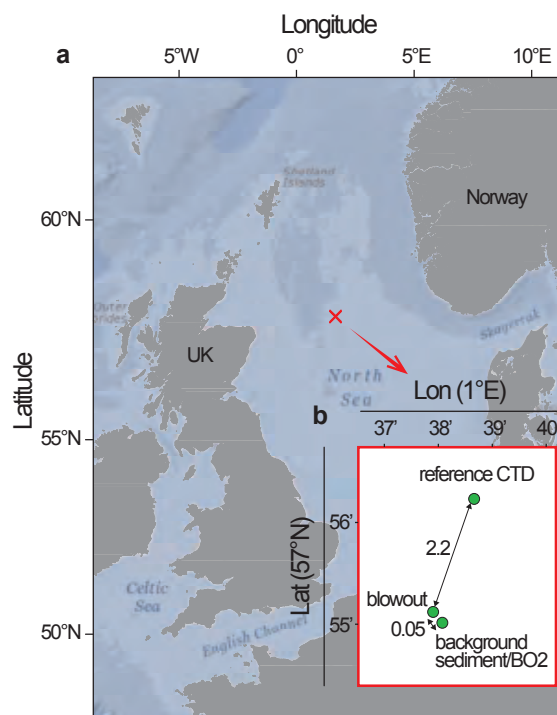 Longitude
a
5°W
0°
5°E
10°E
Shetland
Islands
Norway
60°N
Outer
brides
Skagerrak
UK
Latitude
North
Sea
Lon (1°E)
b
37'
38'
39'
40
55°N
reference CTD
56'
2.2
Lat (57°N)
Celtic
Sea
blowout
55'
0.05
background
sediment/BO2
50°N
English Channel